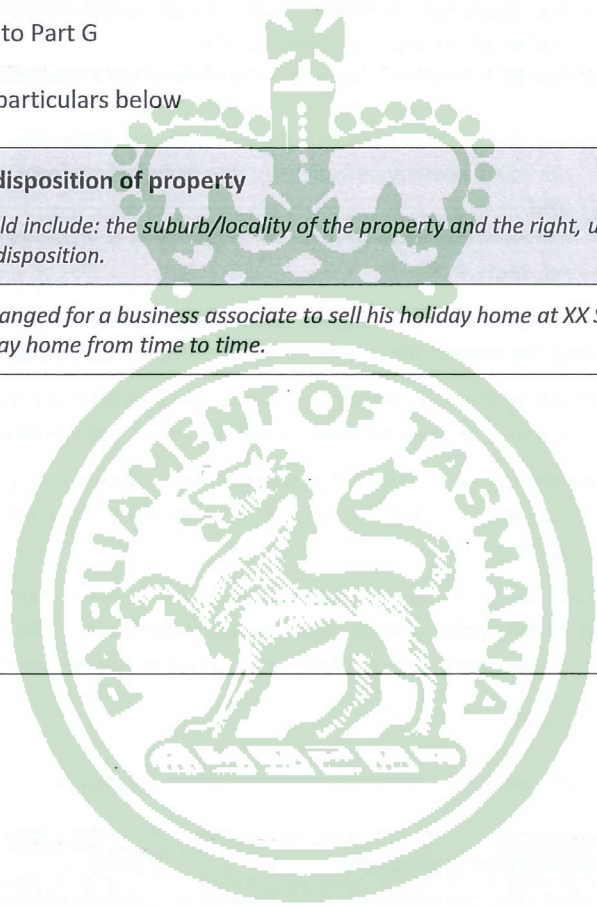 to Part G
particulars below
disposition of property
ld include: the suburb/locality of the property and the right,
disposition.
anged for a business associate to sell his holiday home at XX
ay home from time to time.
PARLIAMENT OF TASMANIA